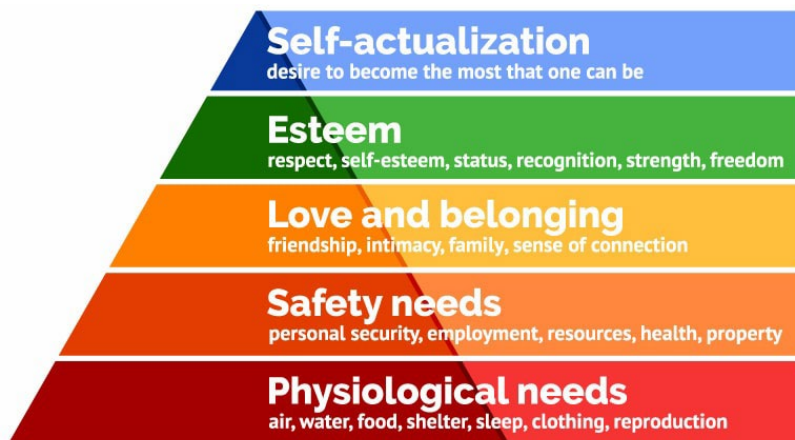 Self-actualization
desire to become the most that one can be
Esteem
respect, self-esteem, status, recognition, strength, freedom
Love and belonging
friendship, intimacy, family, sense of connection
Safety needs
personal security, employment, resources, health, property
Physiological needs
air, water, food, shelter, sleep, clothing, reproduction